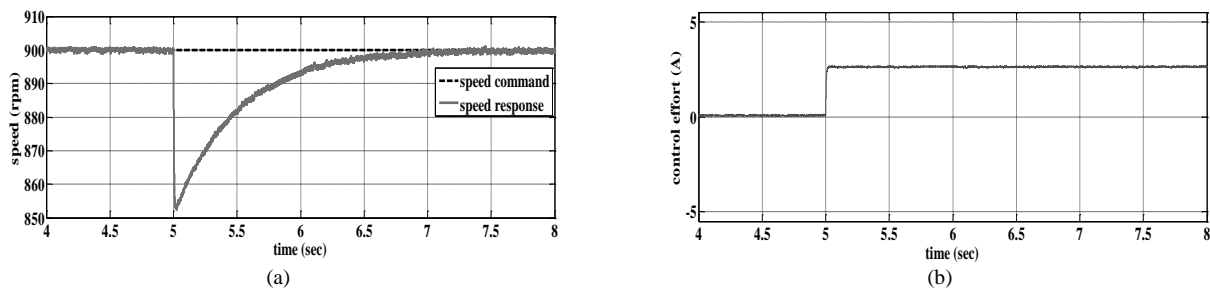 910
900
890
880
870
860
850
speed (rpm)
speed command
speed response
4 4.5 5 5.5 6 6.5 7 7.5 8
time (sec)
(a)
5
0
-5
control effort (A)
4 4.5 5 5.5 6 6.5 7 7.5 8
time (sec)
(b)